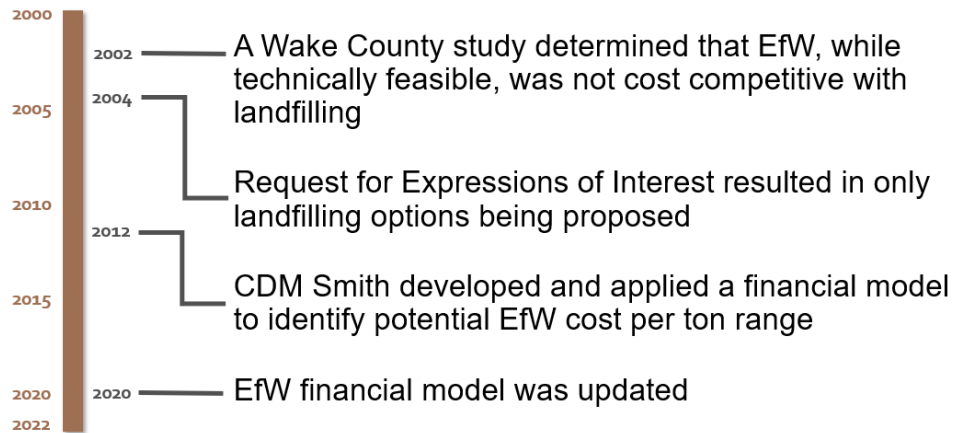 2000
2002
A Wake County study determined that EfW, while
technically feasible, was not cost competitive with
landfilling
2004
2005
Request for Expressions of Interest resulted in only
landfilling options being proposed
2010
2012
CDM Smith developed and applied a financial model
to identify potential EfW cost per ton range
2015
2020
2020
EfW financial model was updated
2022